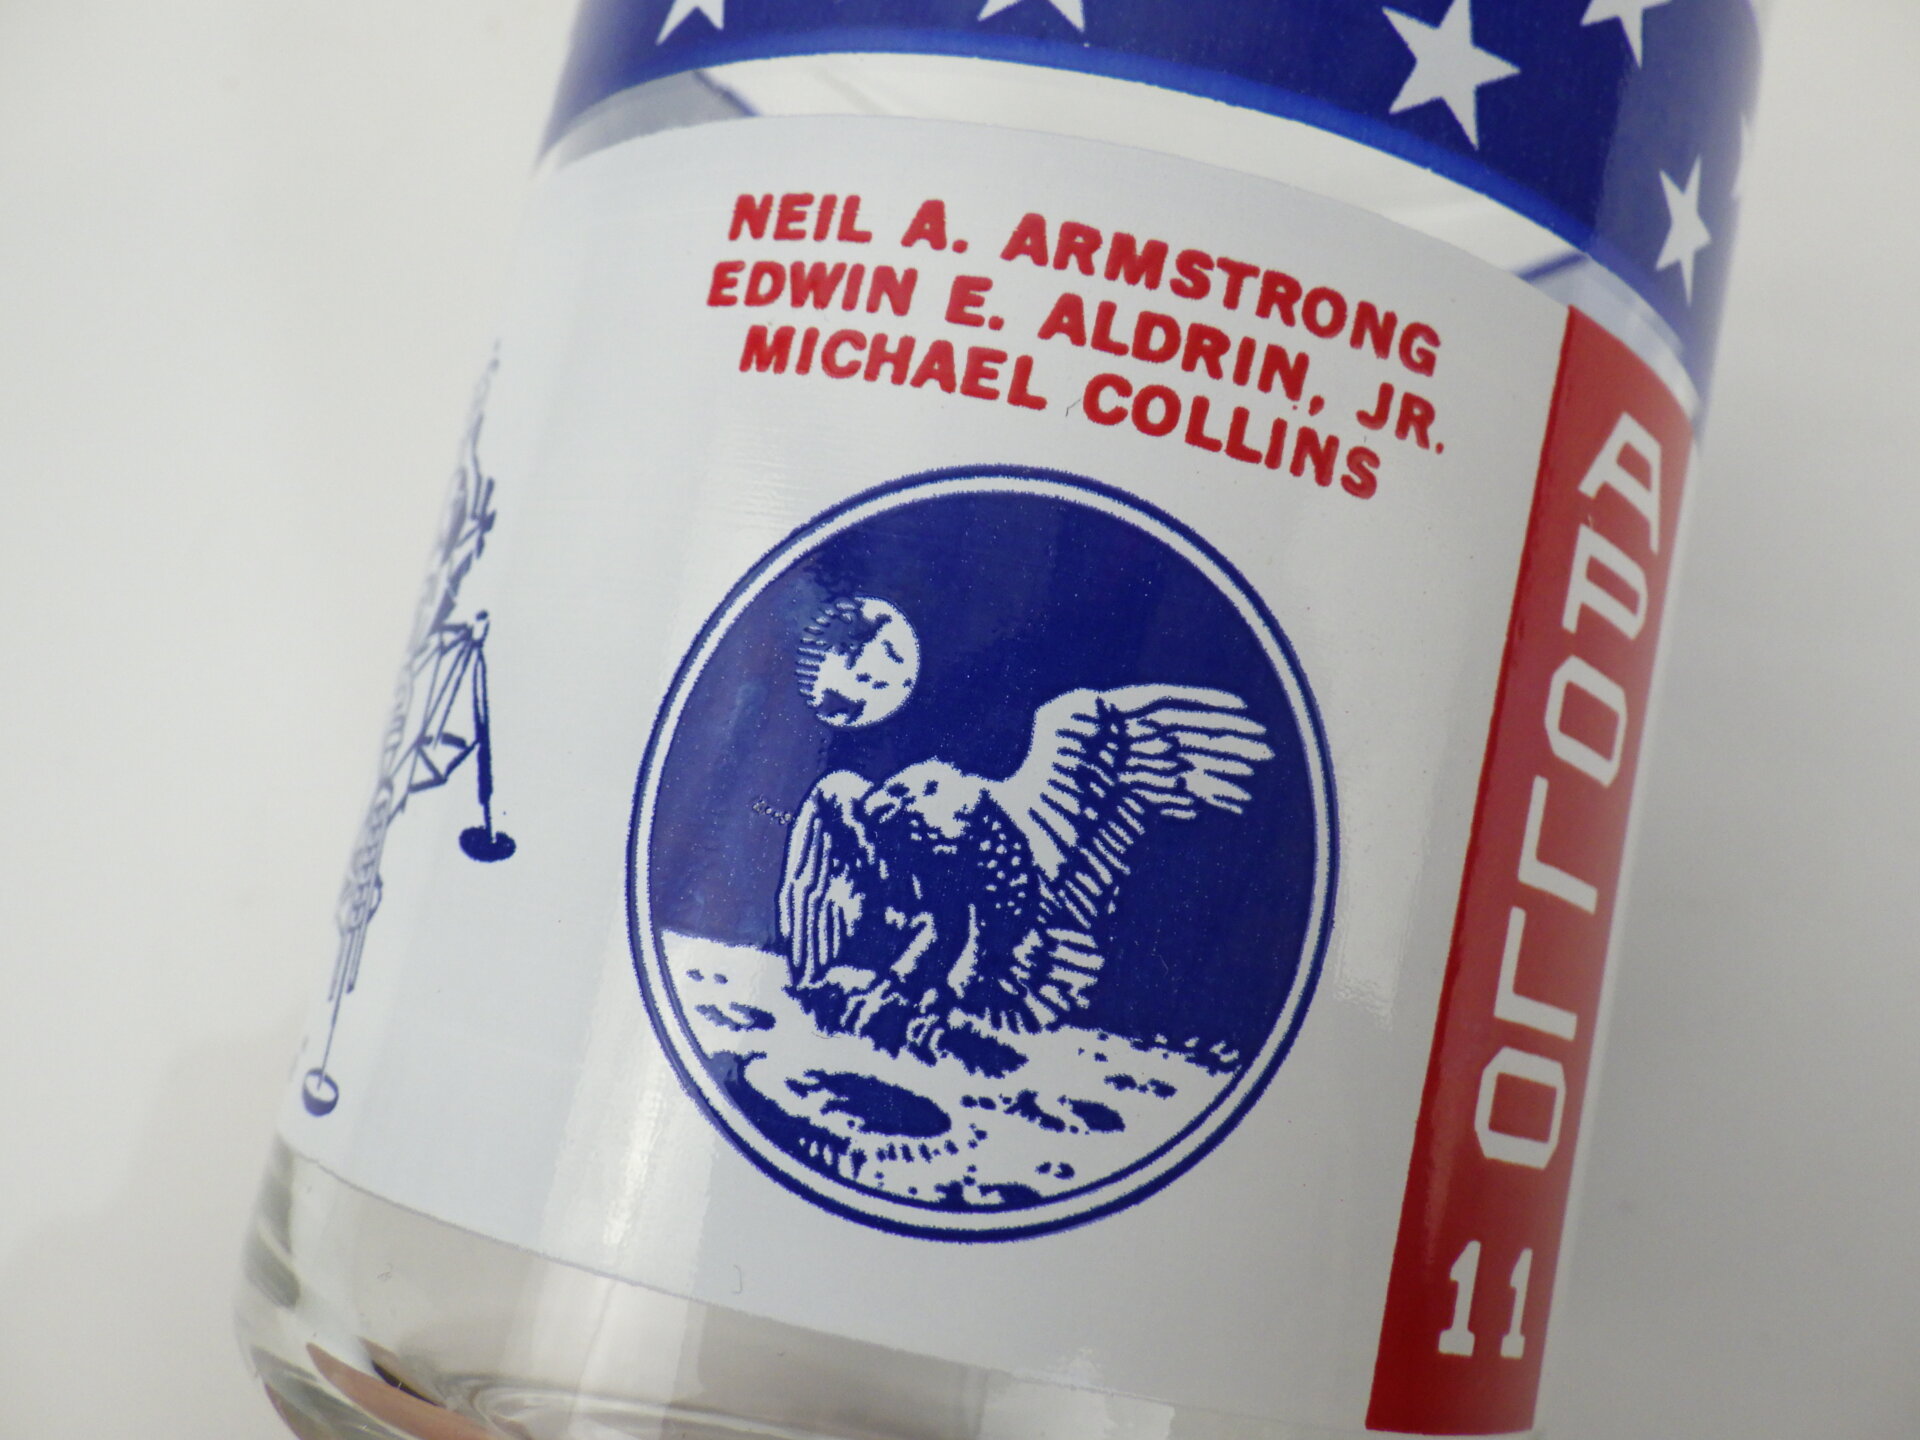 NEIL A. ARMSTRONG
EDWIN E. ALDRIN, JR.
MICHAEL COLLINS
APOLLO 11